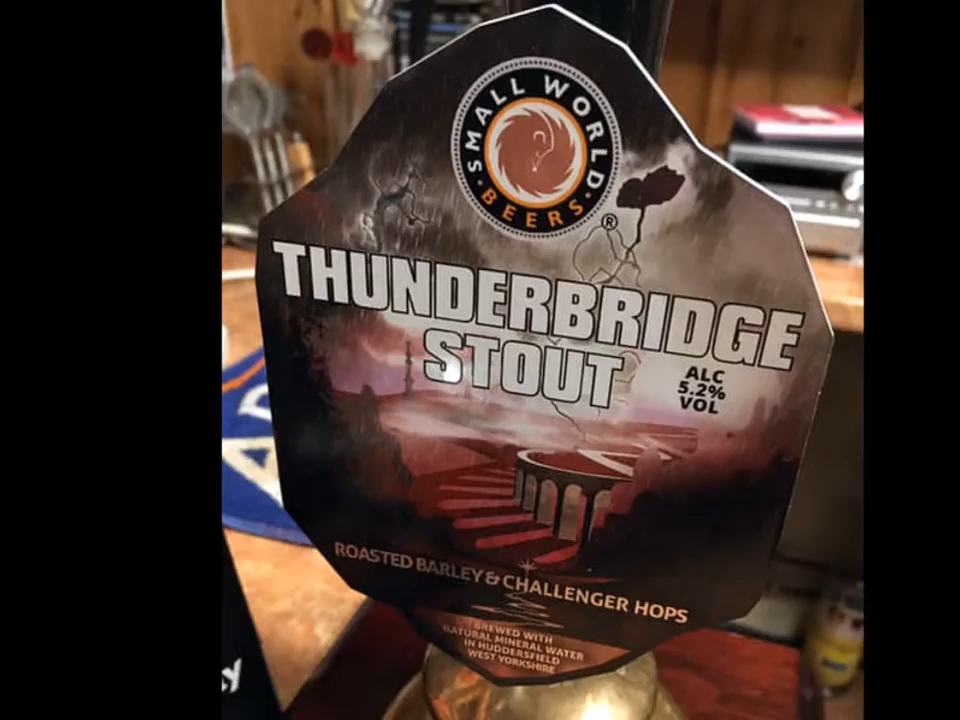 SMALL WORLD
· BEERS ·
®
THUNDERBRIDGE
STOUT
ALC
5.2%
VOL
ROASTED BARLEY & CHALLENGER HOPS
BREWED WITH
NATURAL MINERAL WATER
IN HUDDERSFIELD
WEST YORKSHIRE